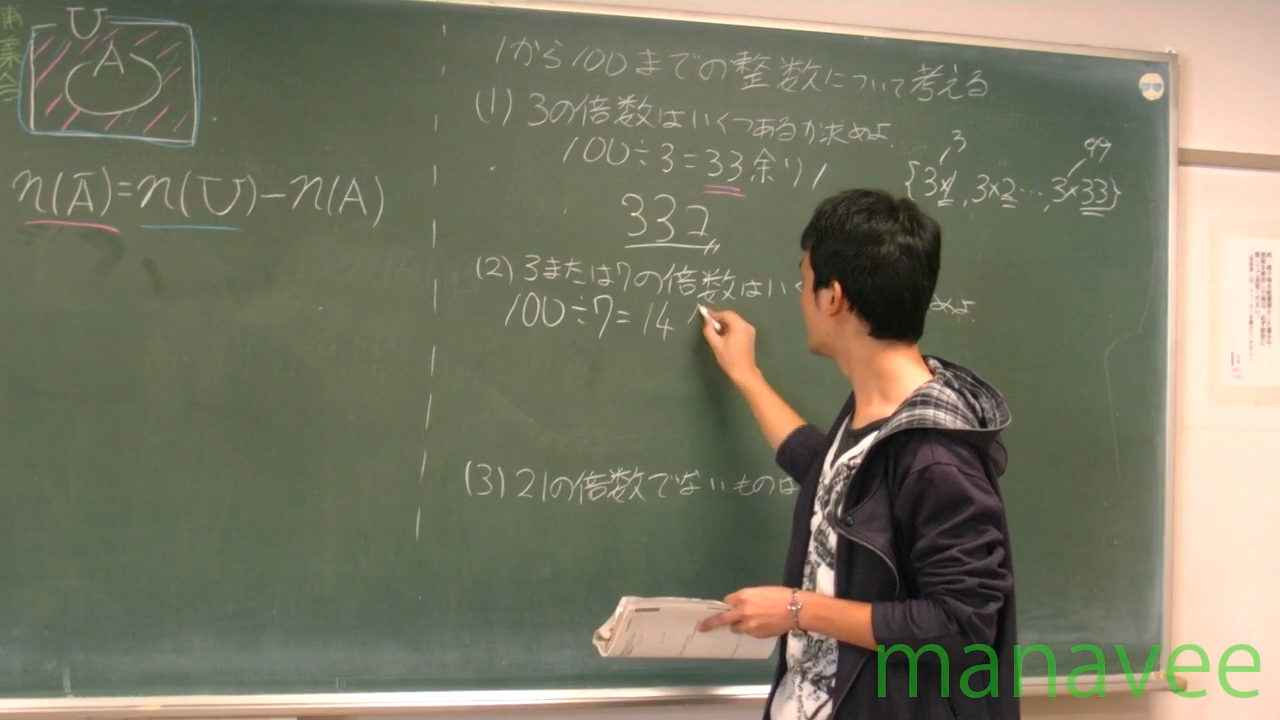 集合
U
A
n(Ā)=n(U)-n(A)
1から100までの整数について考える
(1) 3の倍数はいくつあるか求めよ.
100÷3=33余り1
3 99
{3×1,3×2…,3×33}
33コ
(2) 3または7の倍数はい めよ.
100÷7=14
(3) 21の倍数でないものは
manavee